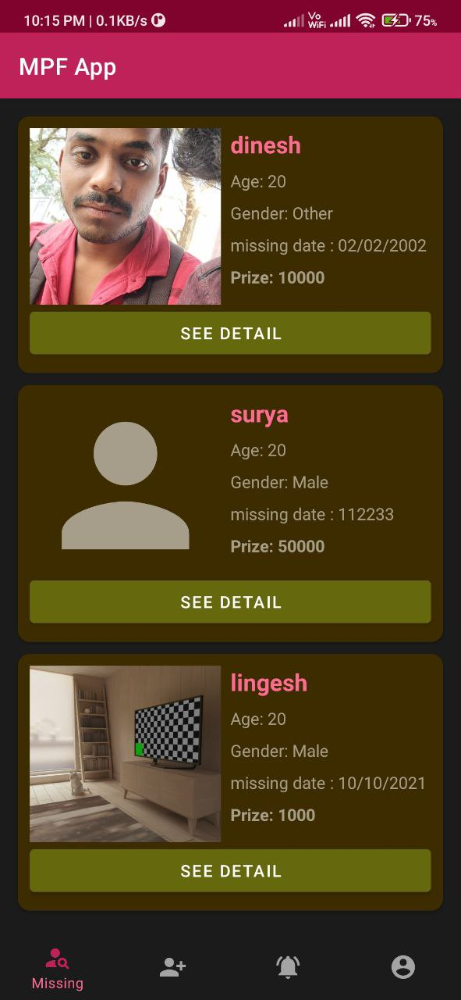 10:15 PM | 0.1KB/s
Vo
WiFi
75%
MPF App
dinesh
Age: 20
Gender: Other
missing date : 02/02/2002
Prize: 10000
SEE DETAIL
surya
Age: 20
Gender: Male
missing date : 112233
Prize: 50000
SEE DETAIL
lingesh
Age: 20
Gender: Male
missing date : 10/10/2021
Prize: 1000
SEE DETAIL
Missing